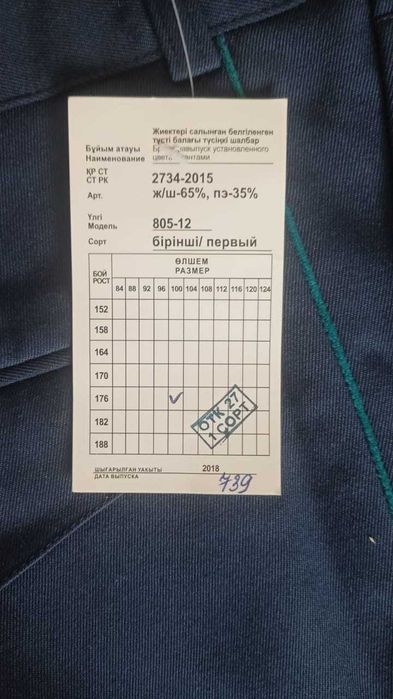 Жиектері салынған белгіленген
Бұйым атауы түсті балағы түсіңкі шалбар
Наименование выпуск установленного
цвета кантами
ҚР СТ
СТ РК 2734-2015
Арт. ж/ш-65%, пэ-35%
Үлгі
Модель 805-12
Сорт бірінші/ первый
БОЙ ӨЛШЕМ
РОСТ РАЗМЕР
84 88 92 96 100 104 108 112 116 120 124
152
158
164
170
176
182
188
ОТК 27
1 СОРТ
ШЫҒАРЫЛҒАН УАҚЫТЫ 2018
ДАТА ВЫПУСКА
739